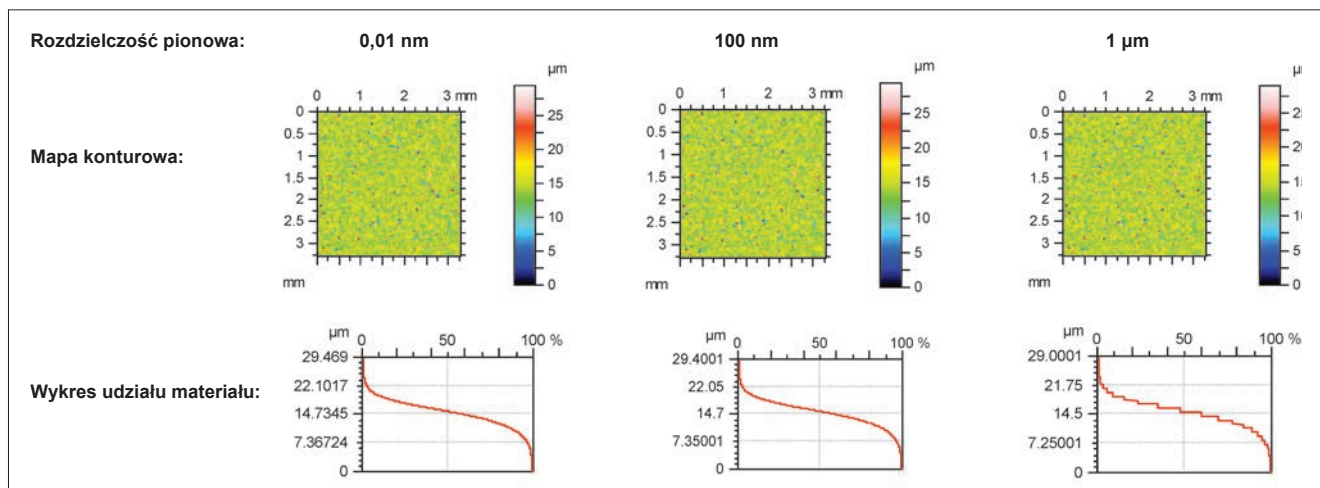 Rozdzielczość pionowa: 0,01 nm 100 nm 1 µm
µm µm µm
0 1 2 3 mm 0 1 2 3 mm 0 1 2 3 mm
0 0 0
0.5 25 0.5 25 0.5 25
1 20 1 20 1 20
Mapa konturowa:
1.5 15 1.5 15 1.5 15
2 10 2 10 2 10
2.5 5 2.5 5 2.5 5
3 0 3 0 3 0
mm mm mm
µm 0 50 100 % µm 0 50 100 % µm 0 50 100 %
29.469 29.4001 29.0001
22.1017 22.05 21.75
Wykres udziału materiału:
14.7345 14.7 14.5
7.36724 7.35001 7.25001
0 0 0